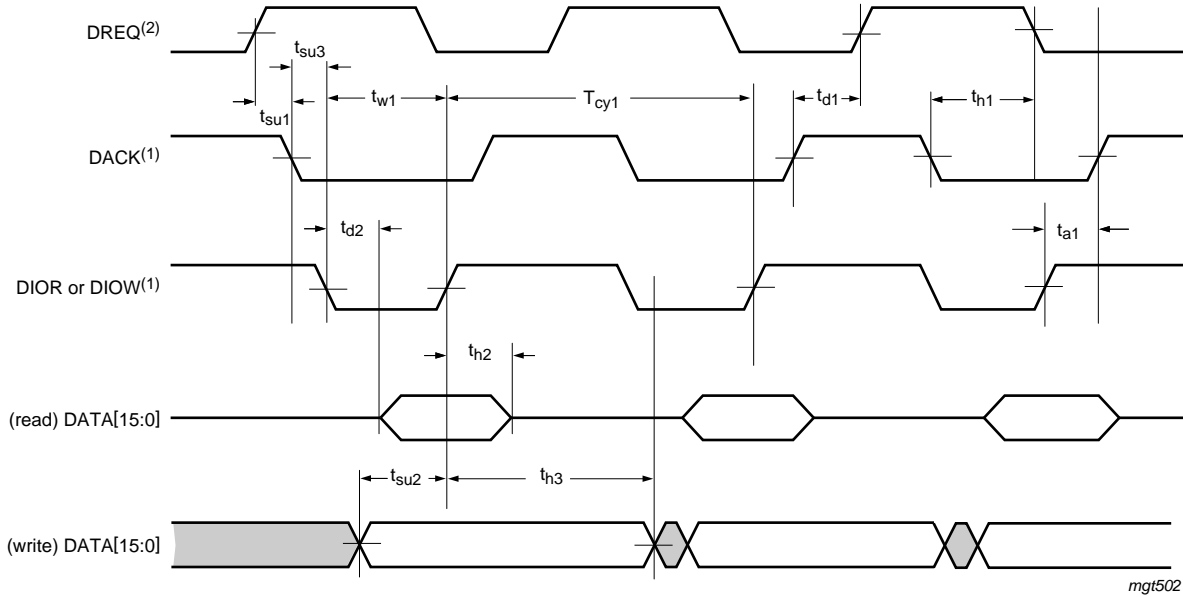 DREQ(2)
tsu3
tw1
Tcy1
td1
th1
tsu1
DACK(1)
td2
ta1
DIOR or DIOW(1)
th2
(read) DATA[15:0]
tsu2
th3
(write) DATA[15:0]
mgt502